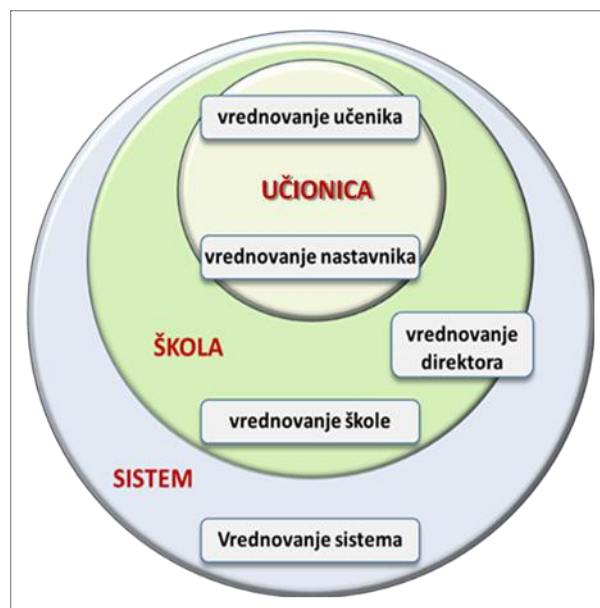 vrednovanje učenika
UČIONICA
vrednovanje nastavnika
vrednovanje
direktora
ŠKOLA
vrednovanje škole
SISTEM
Vrednovanje sistema